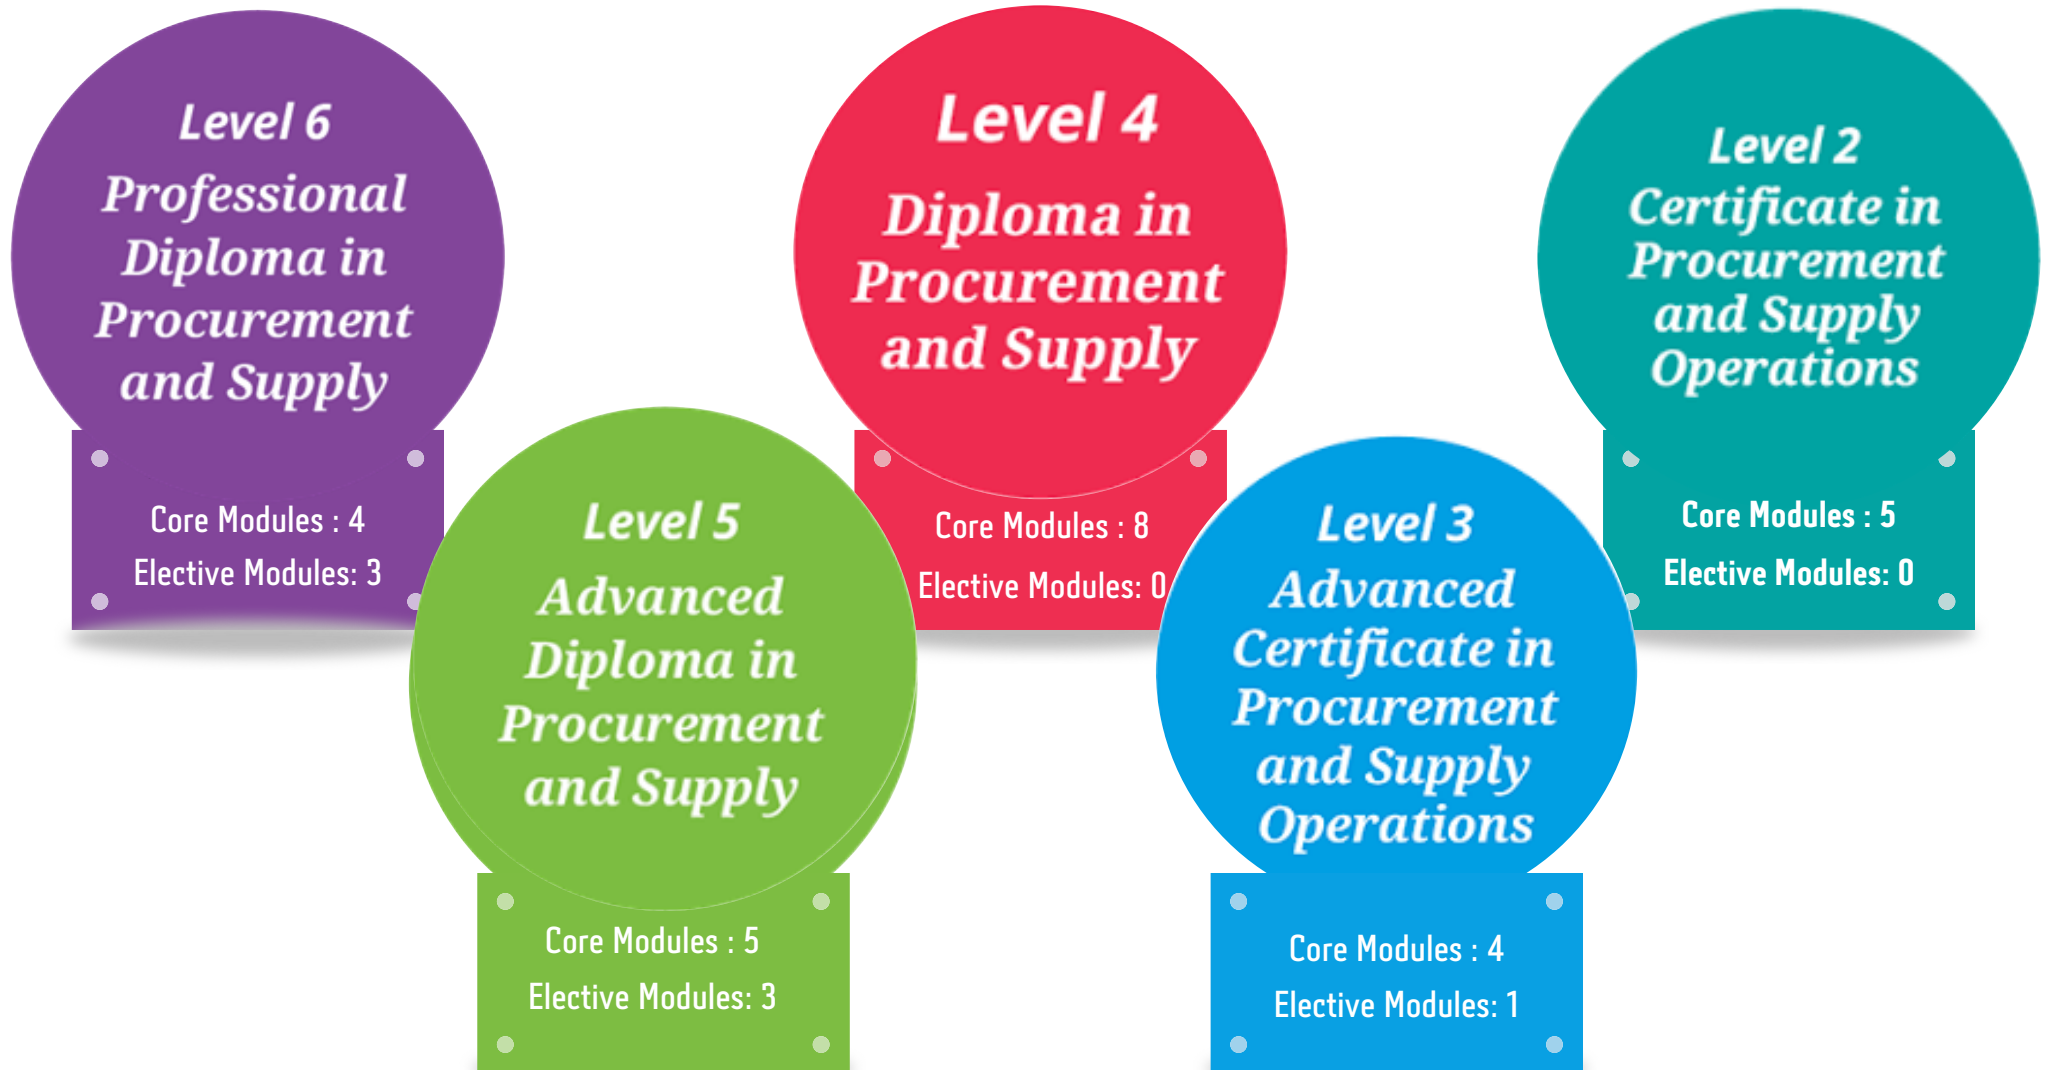 Level 6
Professional
Diploma in
Procurement
and Supply
Core Modules : 4
Elective Modules: 3
Level 5
Advanced
Diploma in
Procurement
and Supply
Core Modules : 5
Elective Modules: 3
Level 4
Diploma in
Procurement
and Supply
Core Modules : 8
Elective Modules: 0
Level 3
Advanced
Certificate in
Procurement
and Supply
Operations
Core Modules : 4
Elective Modules: 1
Level 2
Certificate in
Procurement
and Supply
Operations
Core Modules : 5
Elective Modules: 0